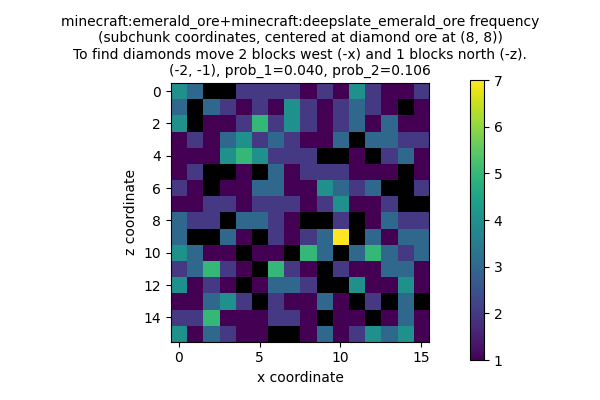 minecraft:emerald_ore+minecraft:deepslate_emerald_ore frequency
(subchunk coordinates, centered at diamond ore at (8, 8))
To find diamonds move 2 blocks west (-x) and 1 blocks north (-z).
(-2, -1), prob_1=0.040, prob_2=0.106
0
2
4
6
8
10
12
14
z coordinate
0 5 10 15
x coordinate
7
6
5
4
3
2
1